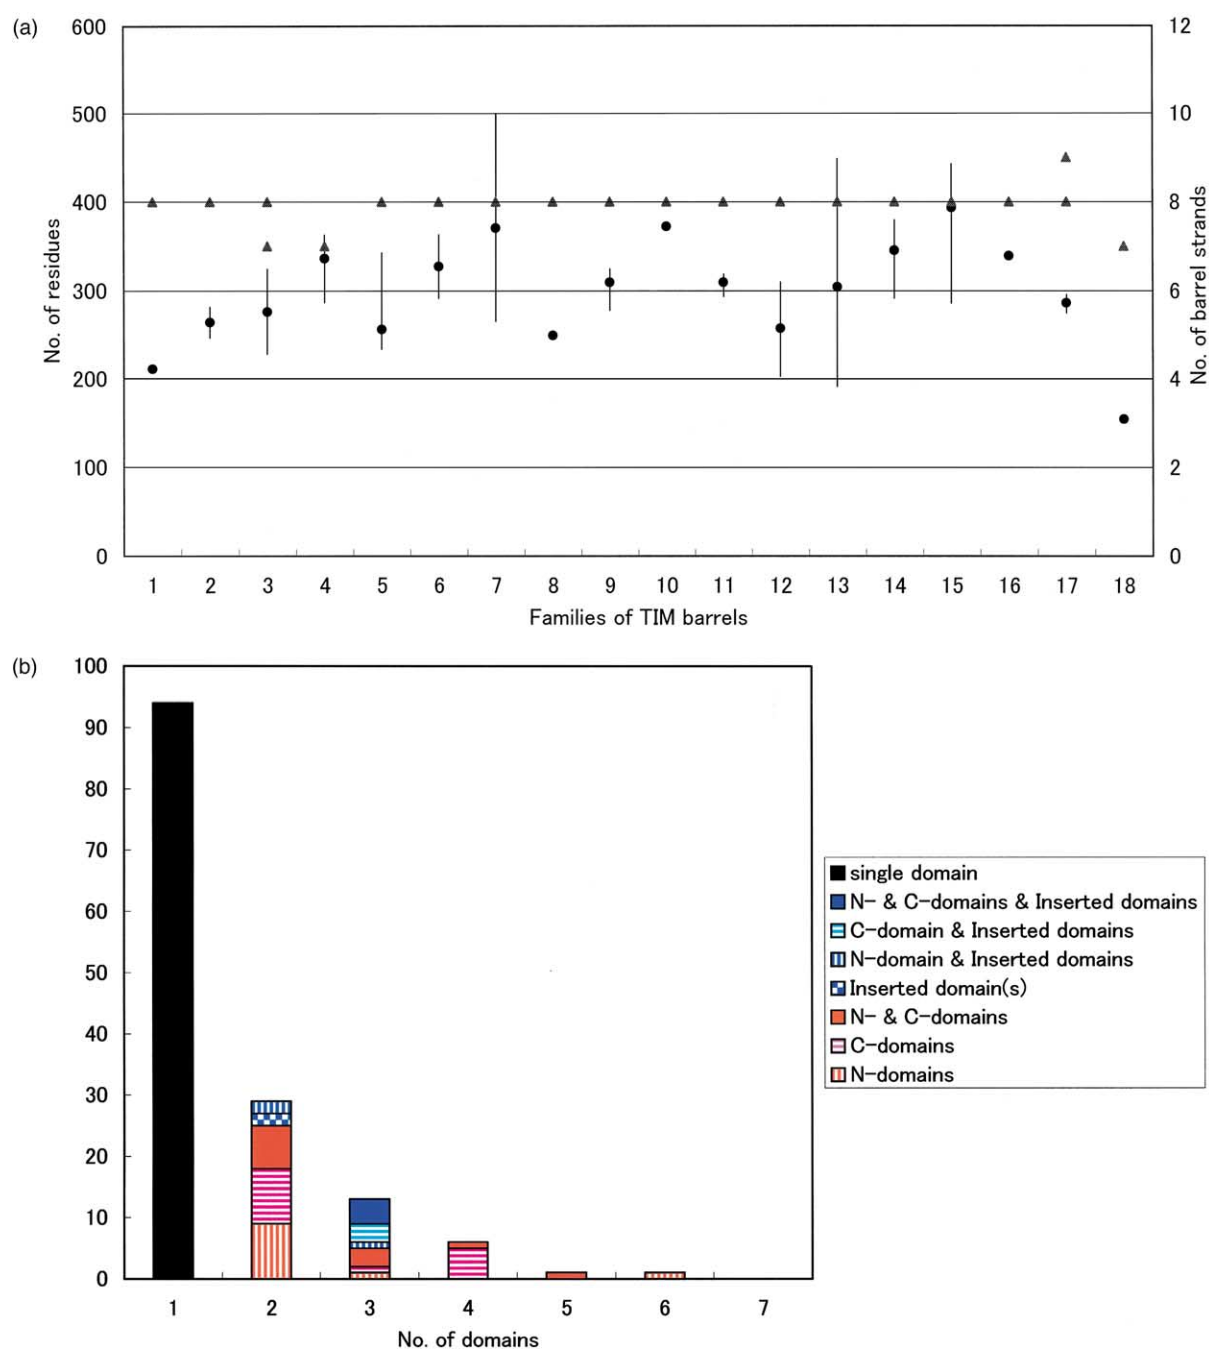 (a)
600
500
400
300
200
100
0
No. of residues
12
10
8
6
4
2
0
No. of barrel strands
1 2 3 4 5 6 7 8 9 10 11 12 13 14 15 16 17 18
Families of TIM barrels
(b)
100
90
80
70
60
50
40
30
20
10
0
1 2 3 4 5 6 7
No. of domains
single domain
N- & C-domains & Inserted domains
C-domain & Inserted domains
N-domain & Inserted domains
Inserted domain(s)
N- & C-domains
C-domains
N-domains